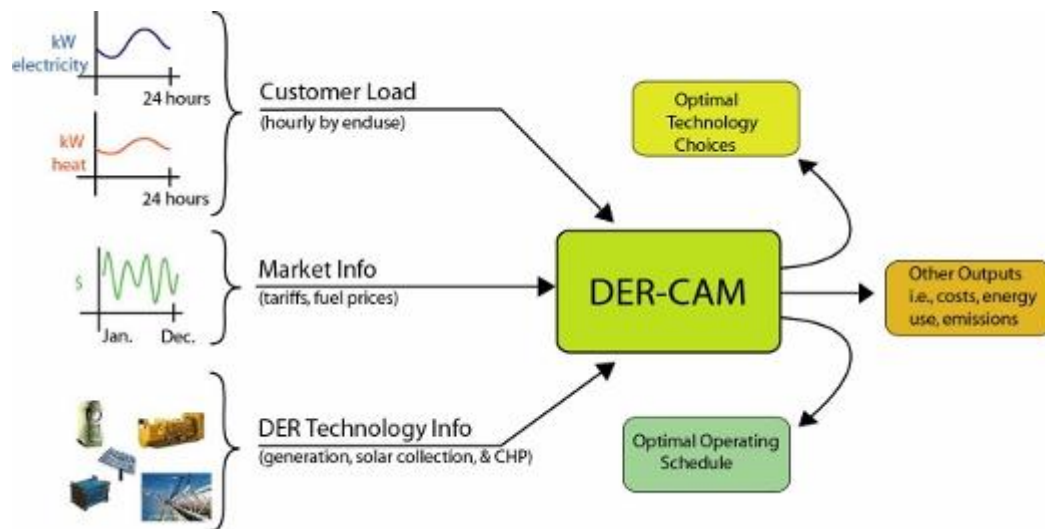 kW
electricity
24 hours
kW
heat
24 hours
Customer Load
(hourly by enduse)
$
Jan.
Dec.
Market Info
(tariffs, fuel prices)
DER Technology Info
(generation, solar collection, & CHP)
DER-CAM
Optimal
Technology
Choices
Other Outputs
i.e., costs, energy
use, emissions
Optimal Operating
Schedule